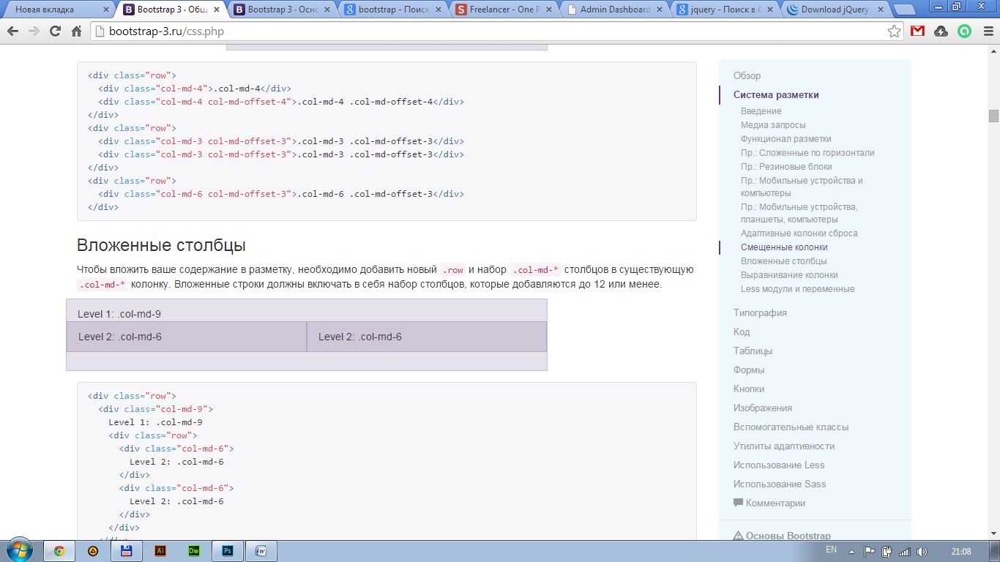 Новая вкладка
Bootstrap 3 · Общ
Bootstrap 3 · Осно
bootstrap - Поиск
Freelancer - One P
Admin Dashboard
jquery - Поиск в G
Download jQuery
bootstrap-3.ru/css.php
<div class="row">
<div class="col-md-4">.col-md-4</div>
<div class="col-md-4 col-md-offset-4">.col-md-4 .col-md-offset-4</div>
</div>
<div class="row">
<div class="col-md-3 col-md-offset-3">.col-md-3 .col-md-offset-3</div>
<div class="col-md-3 col-md-offset-3">.col-md-3 .col-md-offset-3</div>
</div>
<div class="row">
<div class="col-md-6 col-md-offset-3">.col-md-6 .col-md-offset-3</div>
</div>
Вложенные столбцы
Чтобы вложить ваше содержание в разметку, необходимо добавить новый .row и набор .col-md-* столбцов в существующую
.col-md-* колонку. Вложенные строки должны включать в себя набор столбцов, которые добавляются до 12 или менее.
Level 1: .col-md-9
Level 2: .col-md-6
Level 2: .col-md-6
<div class="row">
<div class="col-md-9">
Level 1: .col-md-9
<div class="row">
<div class="col-md-6">
Level 2: .col-md-6
</div>
<div class="col-md-6">
Level 2: .col-md-6
</div>
</div>
</div>
Обзор
Система разметки
Введение
Медиа запросы
Функционал разметки
Пр.: Сложенные по горизонтали
Пр.: Резиновые блоки
Пр.: Мобильные устройства и
компьютеры
Пр.: Мобильные устройства,
планшеты, компьютеры
Адаптивные колонки сброса
Смещенные колонки
Вложенные столбцы
Выравнивание колонки
Less модули и переменные
Типография
Код
Таблицы
Формы
Кнопки
Изображения
Вспомогательные классы
Утилиты адаптивности
Использование Less
Использование Sass
Комментарии
Основы Bootstrap
Ai
Dw
Ps
W
EN
21:08